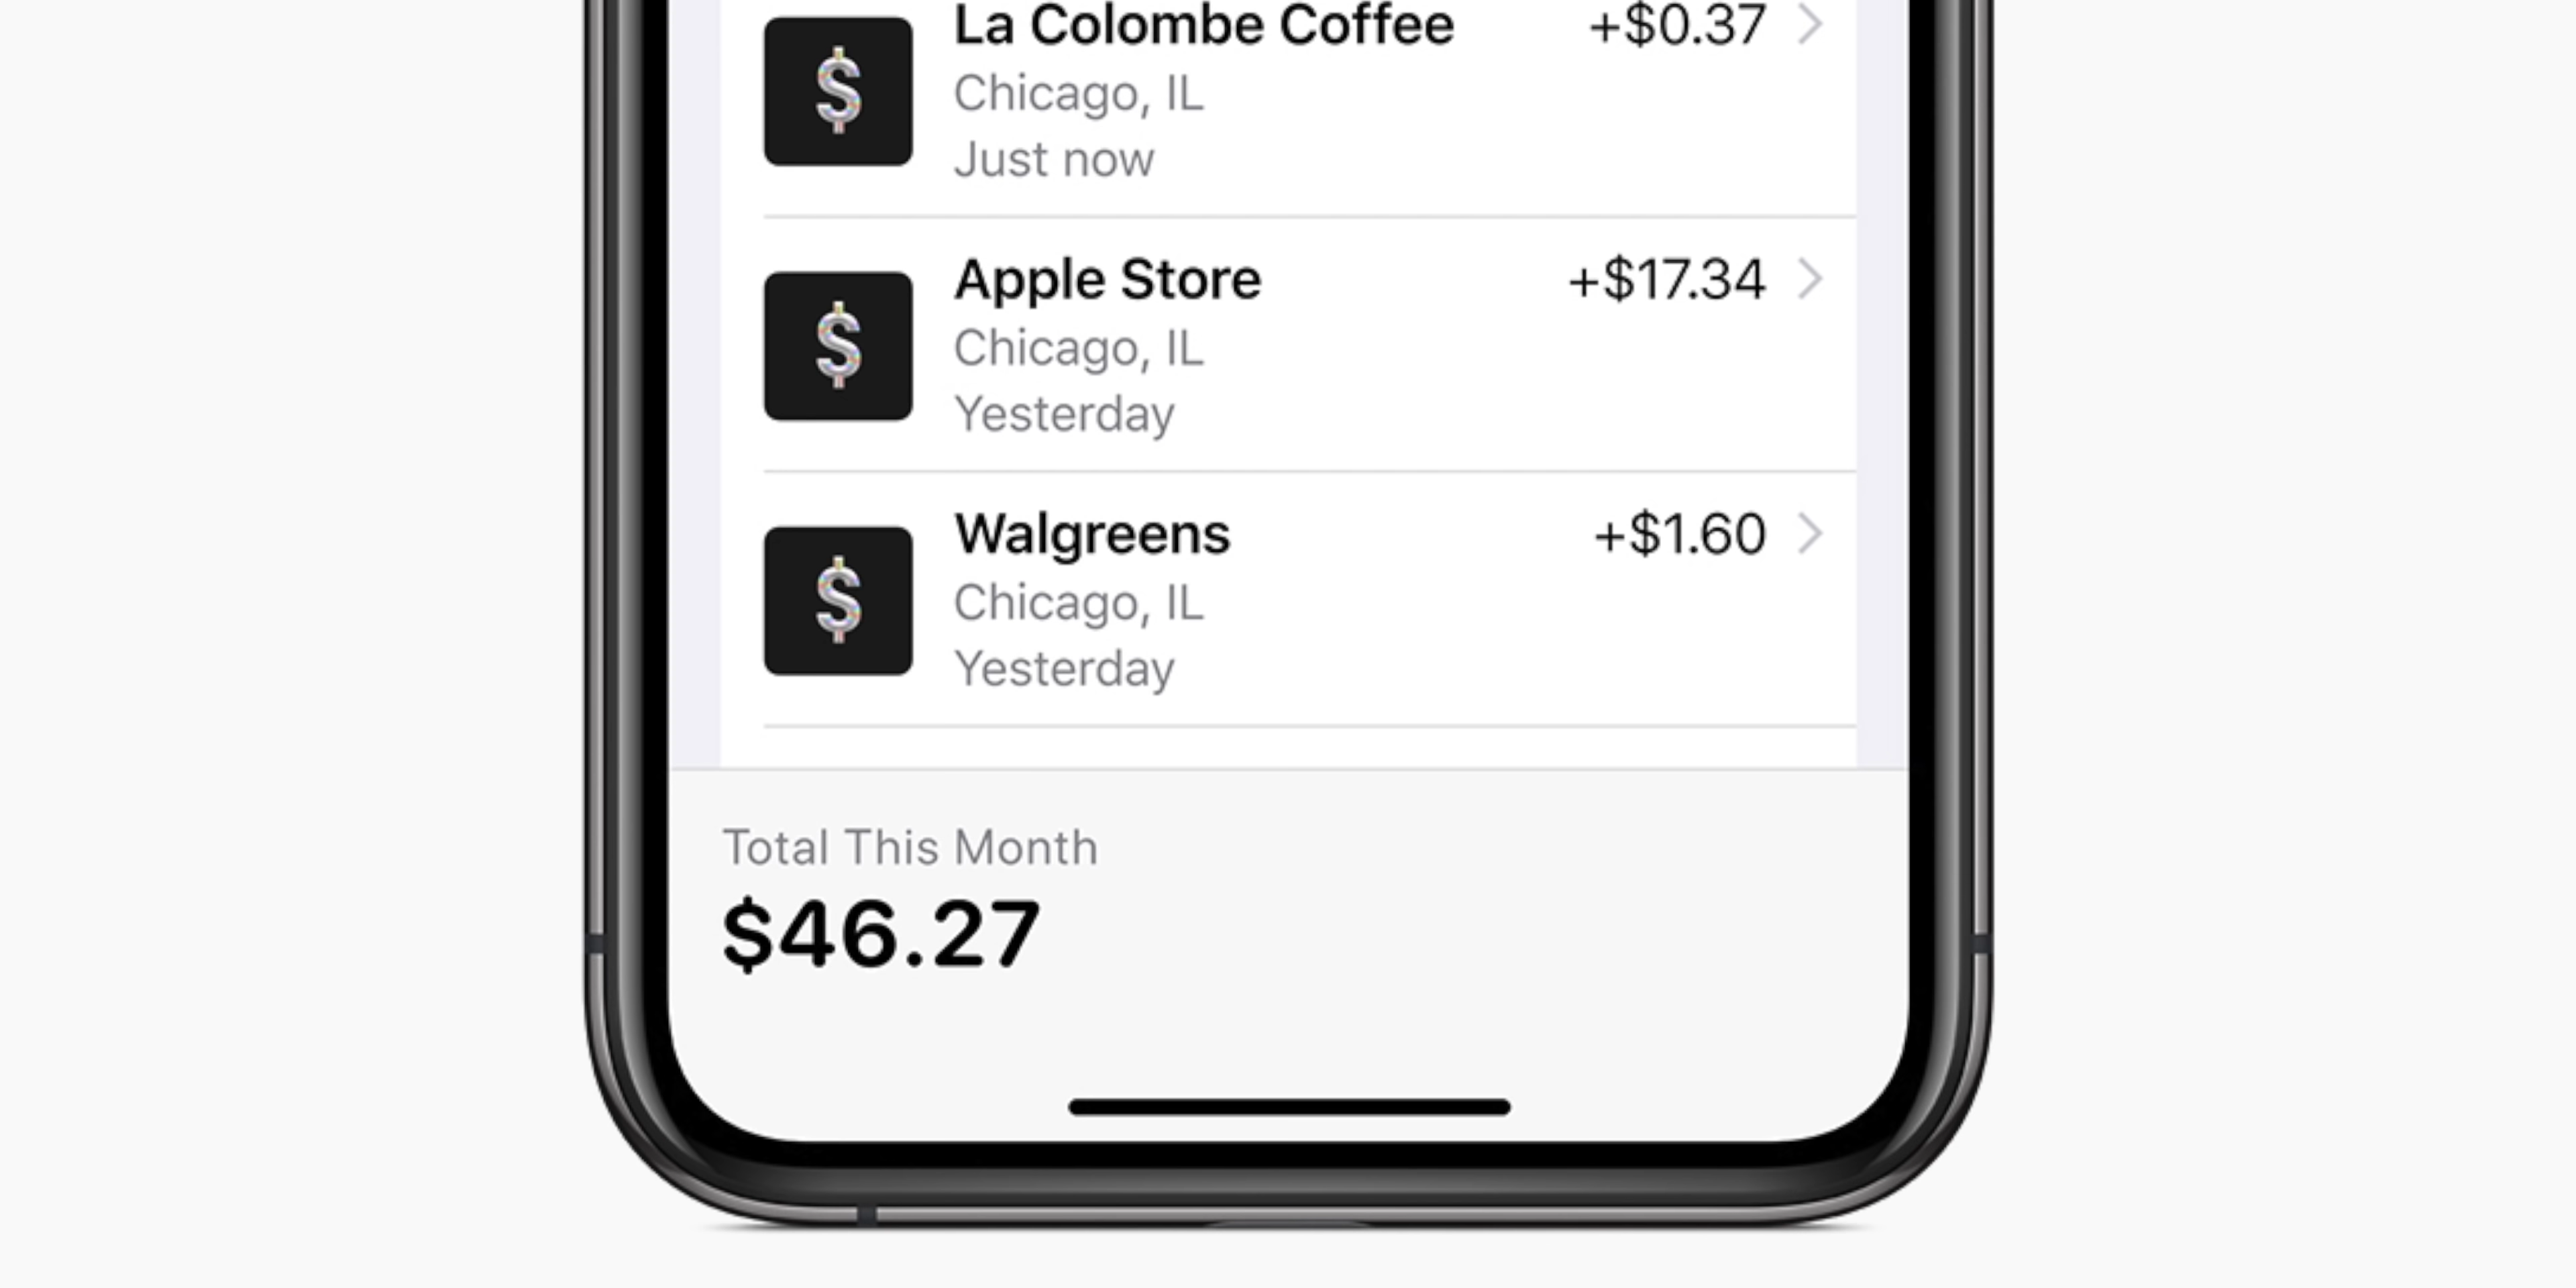 La Colombe Coffee +$0.37
Chicago, IL
Just now
$
Apple Store +$17.34
Chicago, IL
Yesterday
$
Walgreens +$1.60
Chicago, IL
Yesterday
$
Total This Month
$46.27